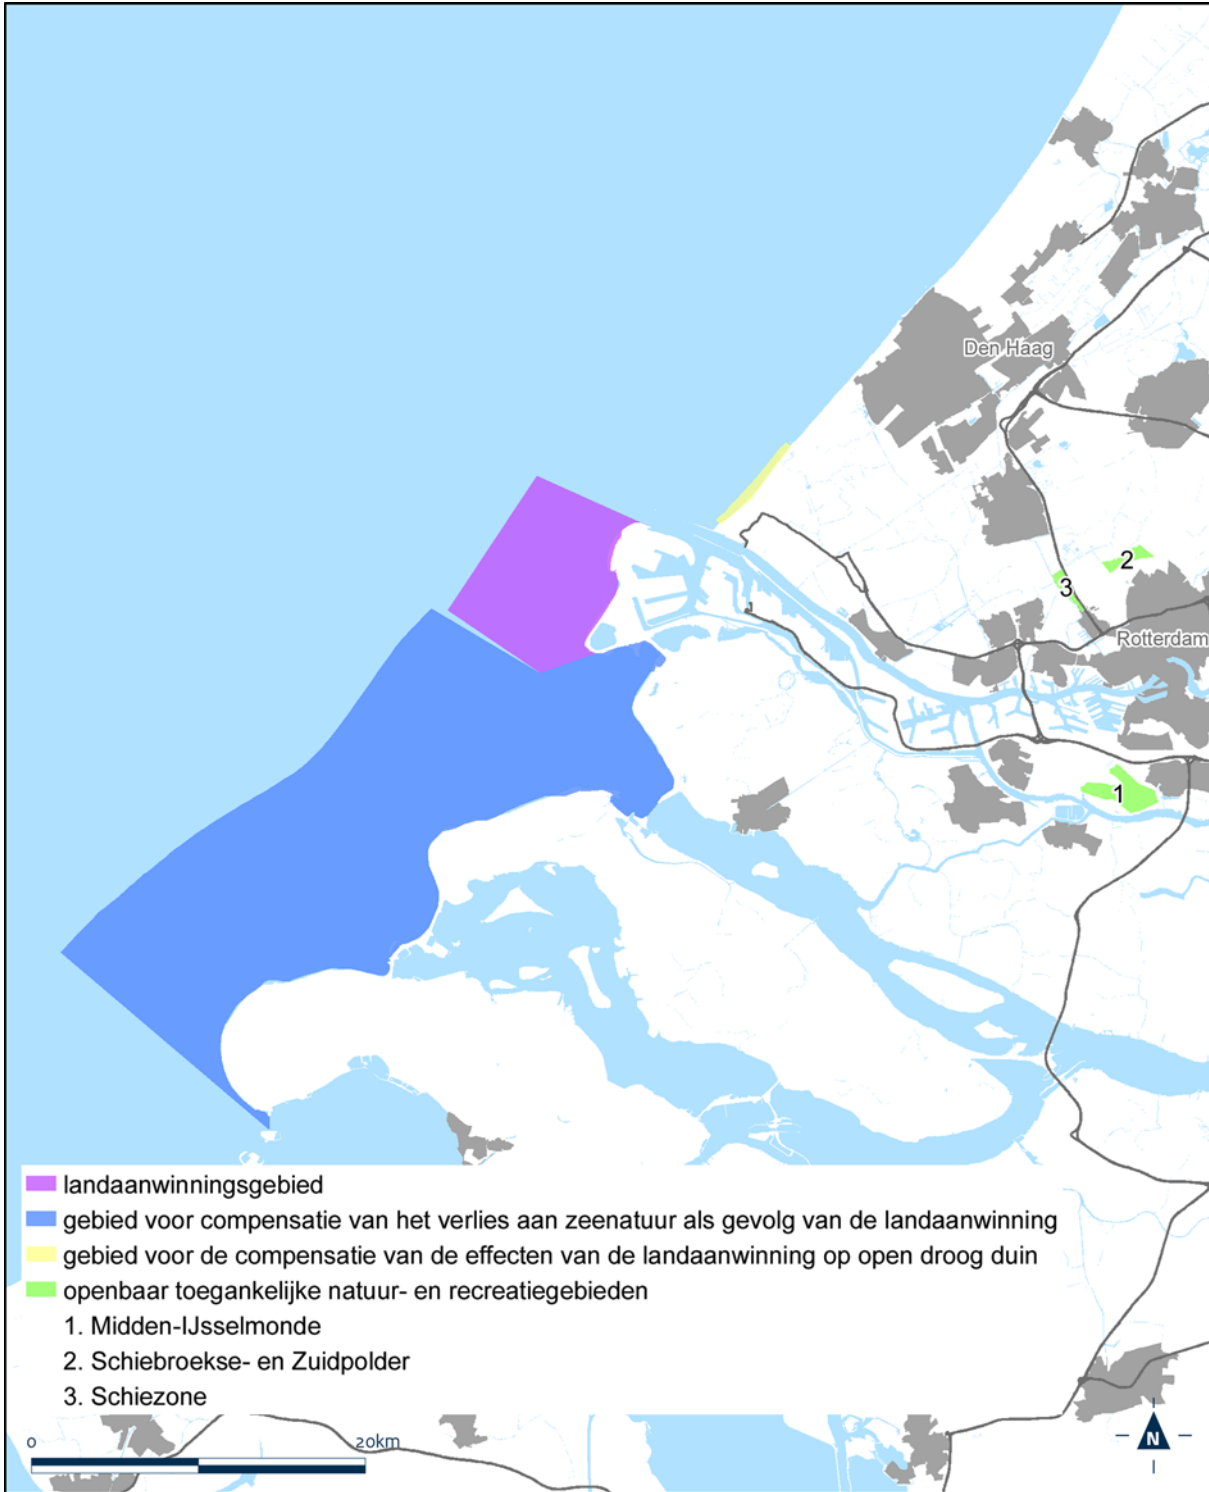 Den Haag
2
3
Rotterdam
1
landaanwinningsgebied
gebied voor compensatie van het verlies aan zeenatuur als gevolg van de landaanwinning
gebied voor de compensatie van de effecten van de landaanwinning op open droog duin
openbaar toegankelijke natuur- en recreatiegebieden
1. Midden-IJsselmonde
2. Schiebroekse- en Zuidpolder
3. Schiezone
0 20km
N